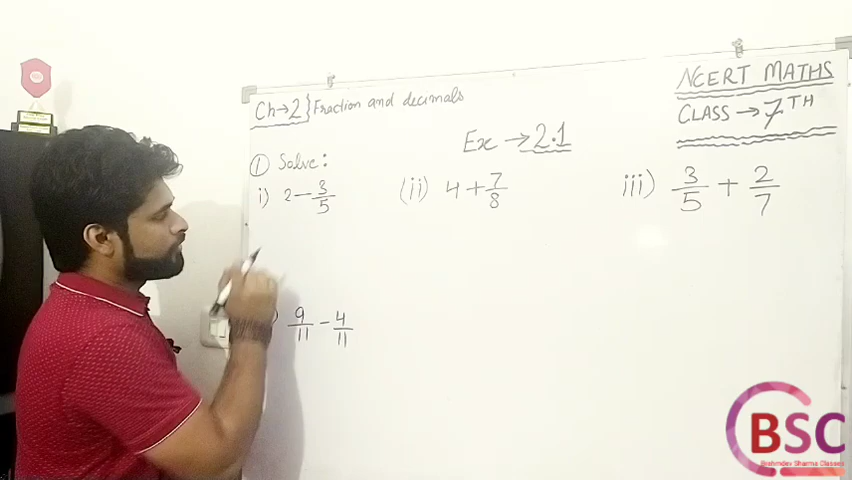 NCERT MATHS
CLASS → 7TH
Ch → 2 } Fraction and decimals
Ex → 2.1
① Solve :
i) 2 - 3/5
(ii) 4 + 7/8
iii) 3/5 + 2/7
) 9/11 - 4/11
BSC
Brahmdev Sharma Classes